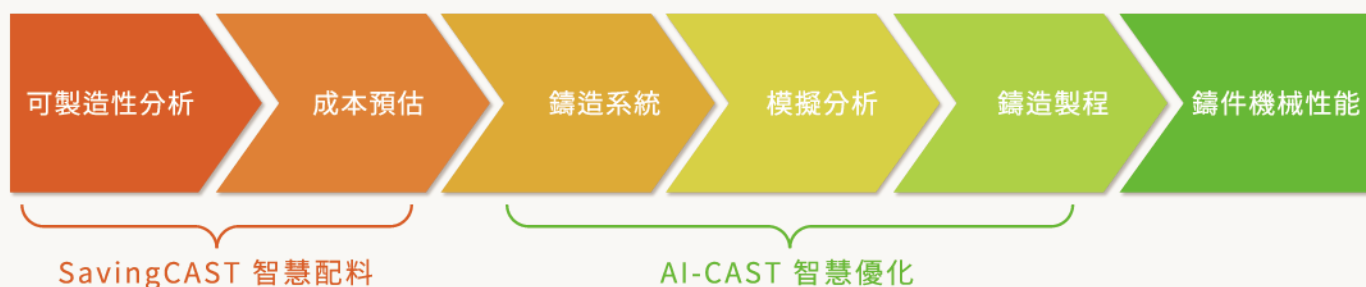 可製造性分析
成本預估
鑄造系統
模擬分析
鑄造製程
鑄件機械性能
SavingCAST 智慧配料
AI-CAST 智慧優化